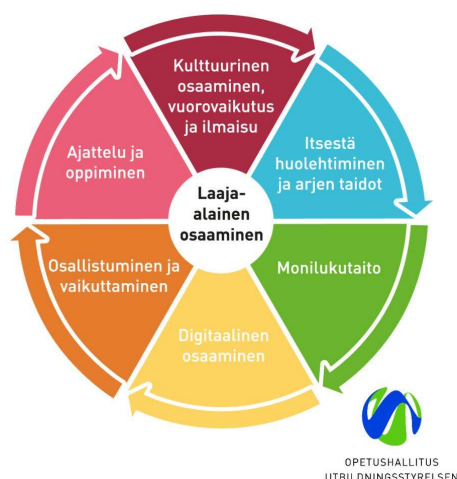 Kulttuurinen
osaaminen,
vuorovaikutus
ja ilmaisu
Itsestä
huolehtiminen
ja arjen taidot
Monilukutaito
Digitaalinen
osaaminen
Osallistuminen ja
vaikuttaminen
Ajattelu ja
oppiminen
Laaja-
alainen
osaaminen
OPETUSHALLITUS
UTBILDNINGSSTYRELSEN